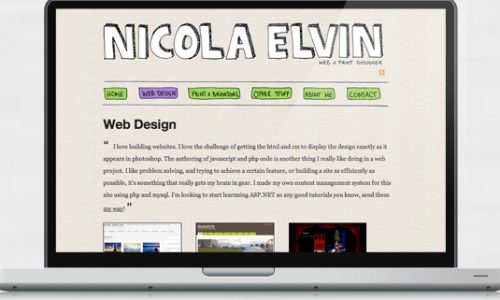 NICOLA ELVIN
WEB & PRINT DESIGNER
HOME WEB DESIGN PRINT & BRANDING OTHER STUFF ABOUT ME CONTACT
Web Design
“ I love building websites. I love the challenge of getting the html and css to display the design exactly as it
appears in photoshop. The authoring of javascript and php code is another thing I really like doing in a web
project. I like problem solving, and trying to achieve a certain feature, or building a site as efficiently as
possible, it's something that really gets my brain in gear. I made my own content management system for this
site using php and mysql. I'm looking to start learning ASP.NET so any good tutorials you know, send them
my way! ”